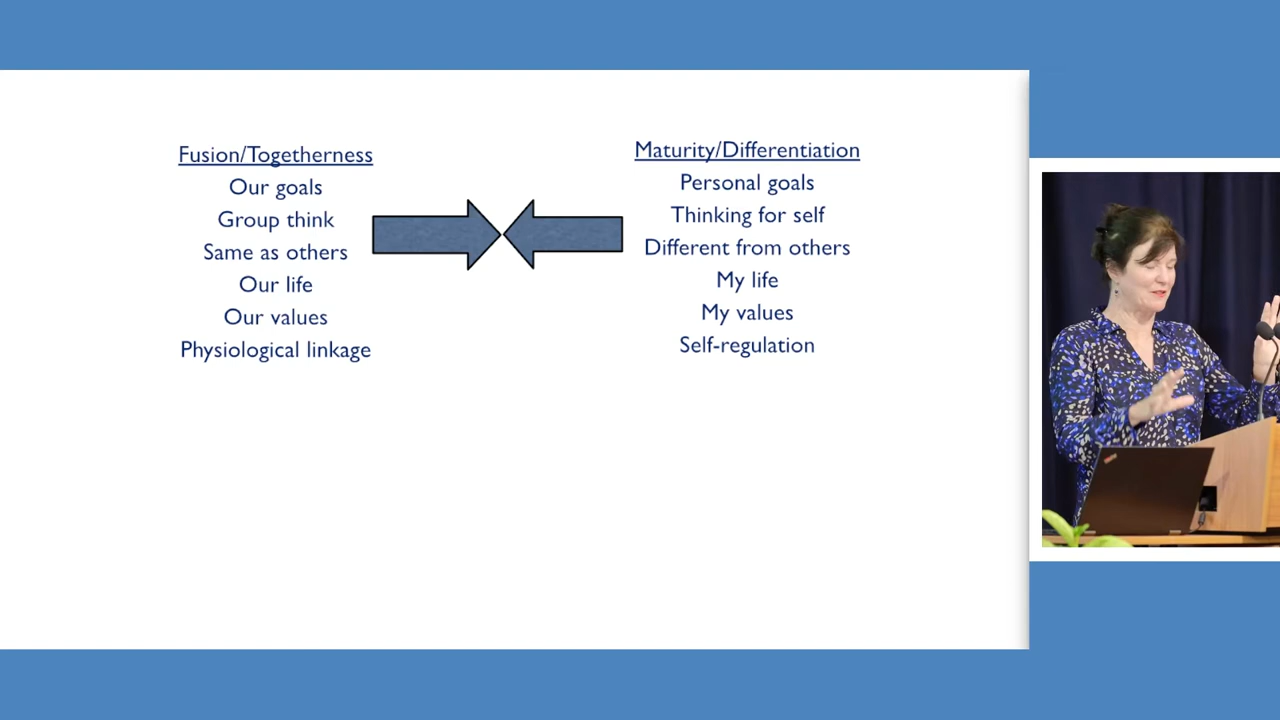 Fusion/Togetherness
Our goals
Group think
Same as others
Our life
Our values
Physiological linkage
Maturity/Differentiation
Personal goals
Thinking for self
Different from others
My life
My values
Self-regulation